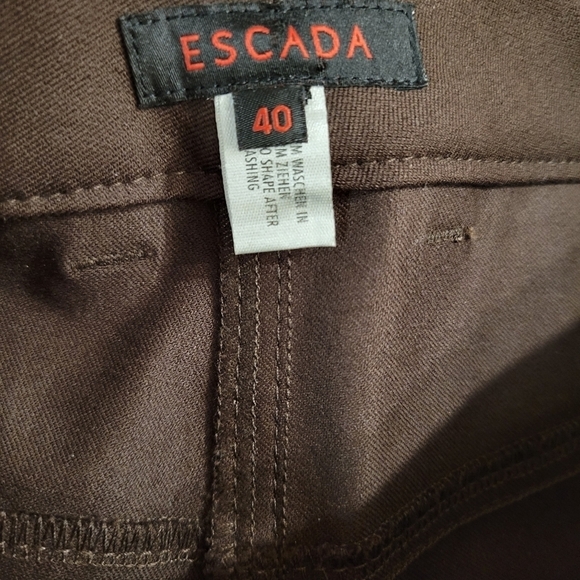 ESCADA
40
M WASCHEN IN
M ZIEHEN
O SHAPE AFTER
ASHING